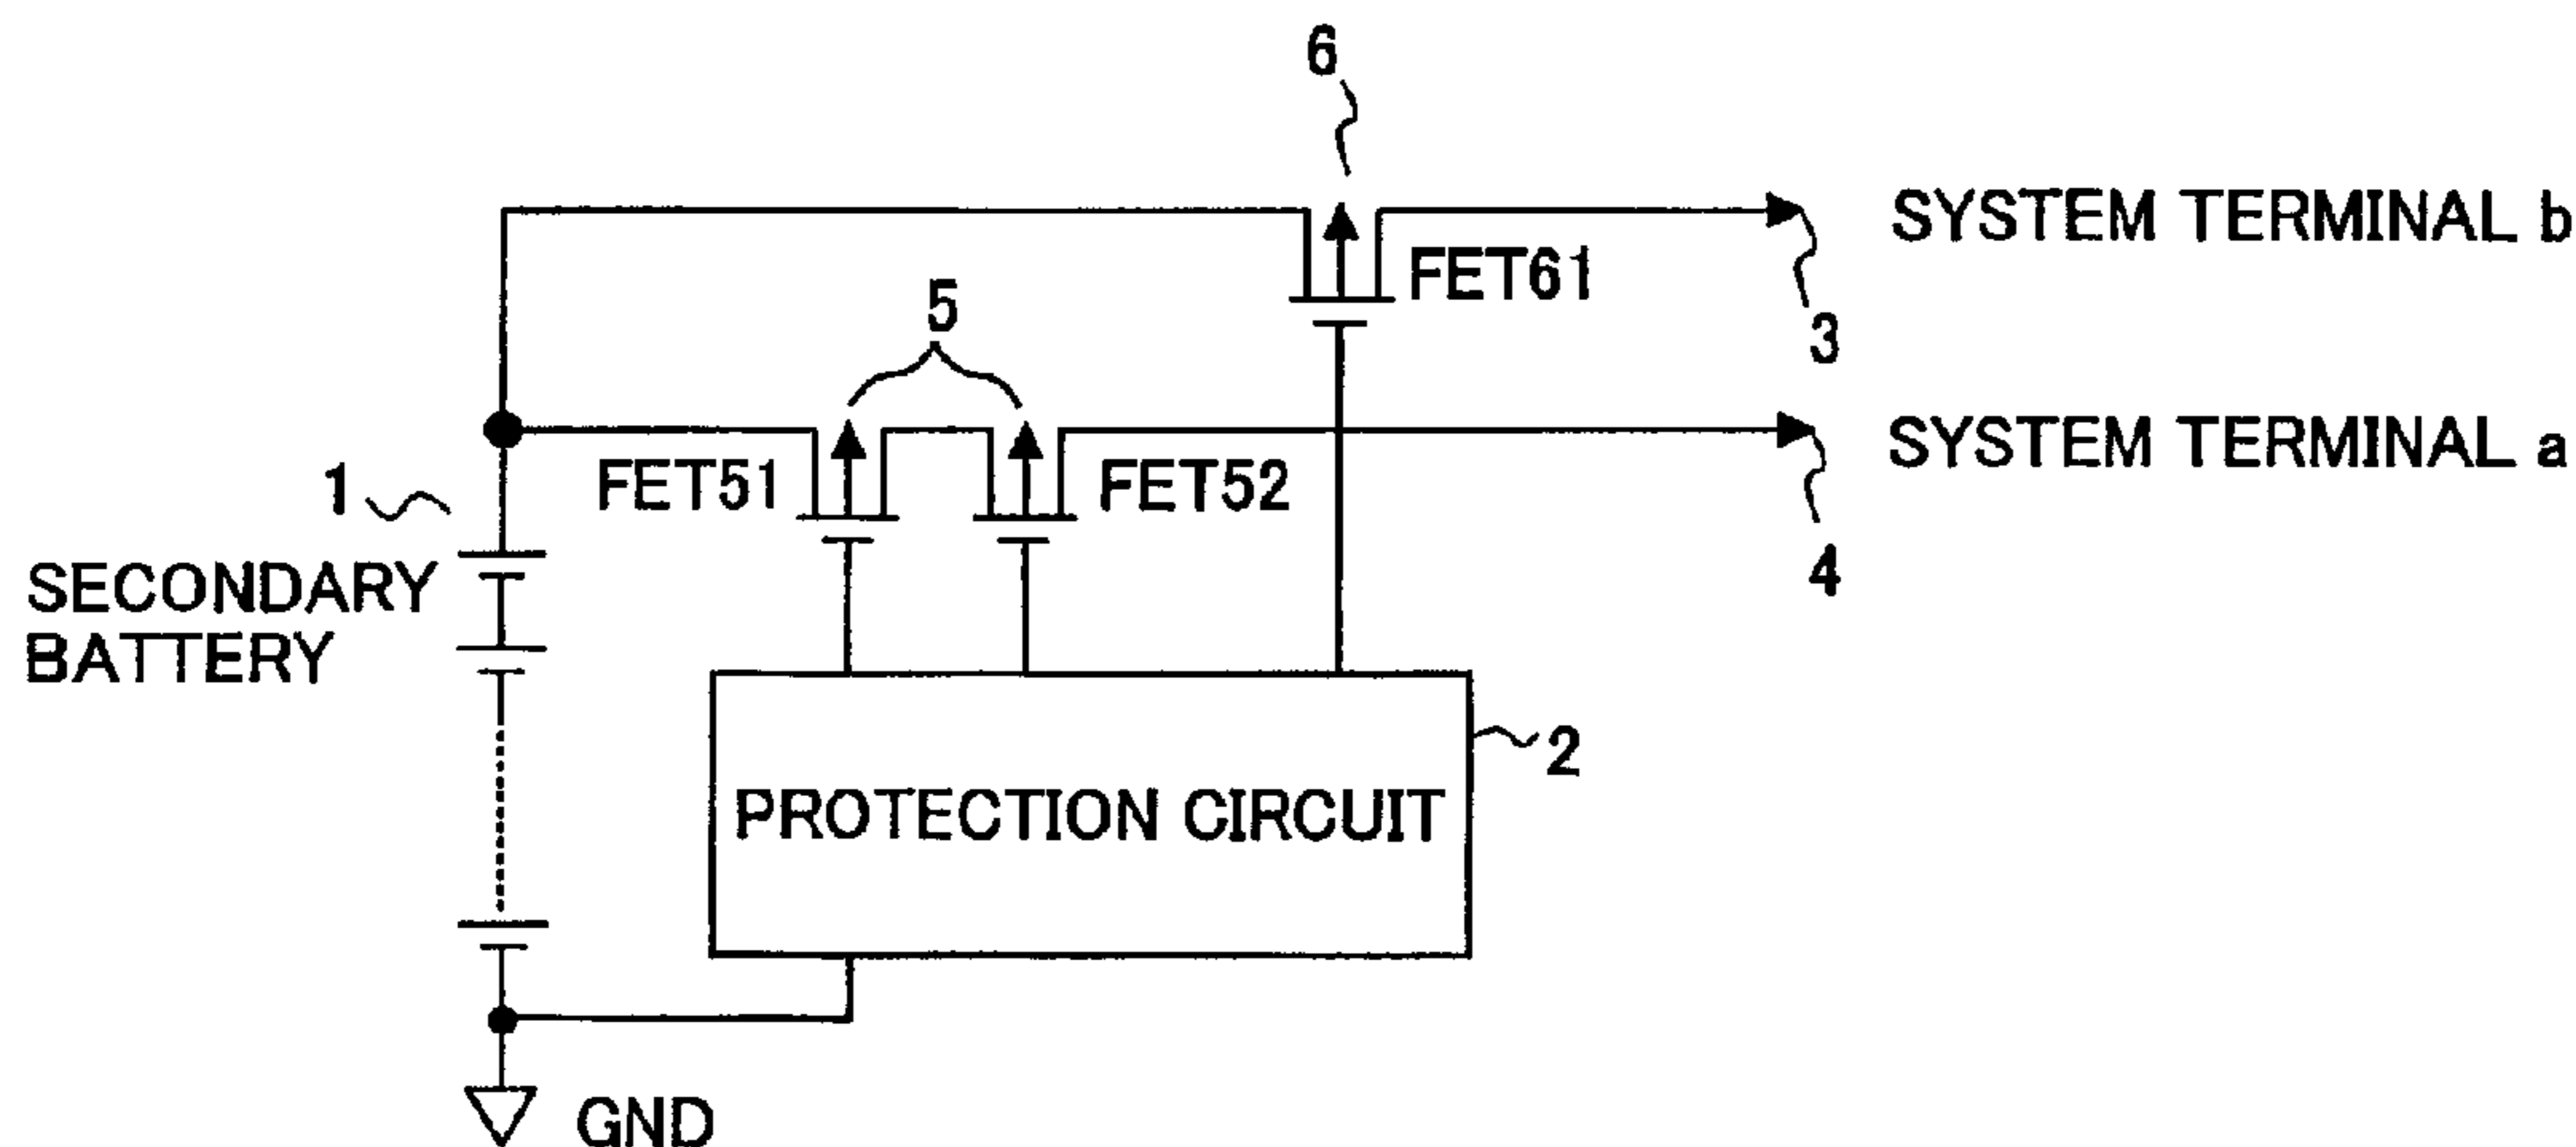 6
SYSTEM TERMINAL b
FET61
5
3
SYSTEM TERMINAL a
FET51
FET52
1
4
SECONDARY
BATTERY
2
PROTECTION CIRCUIT
GND